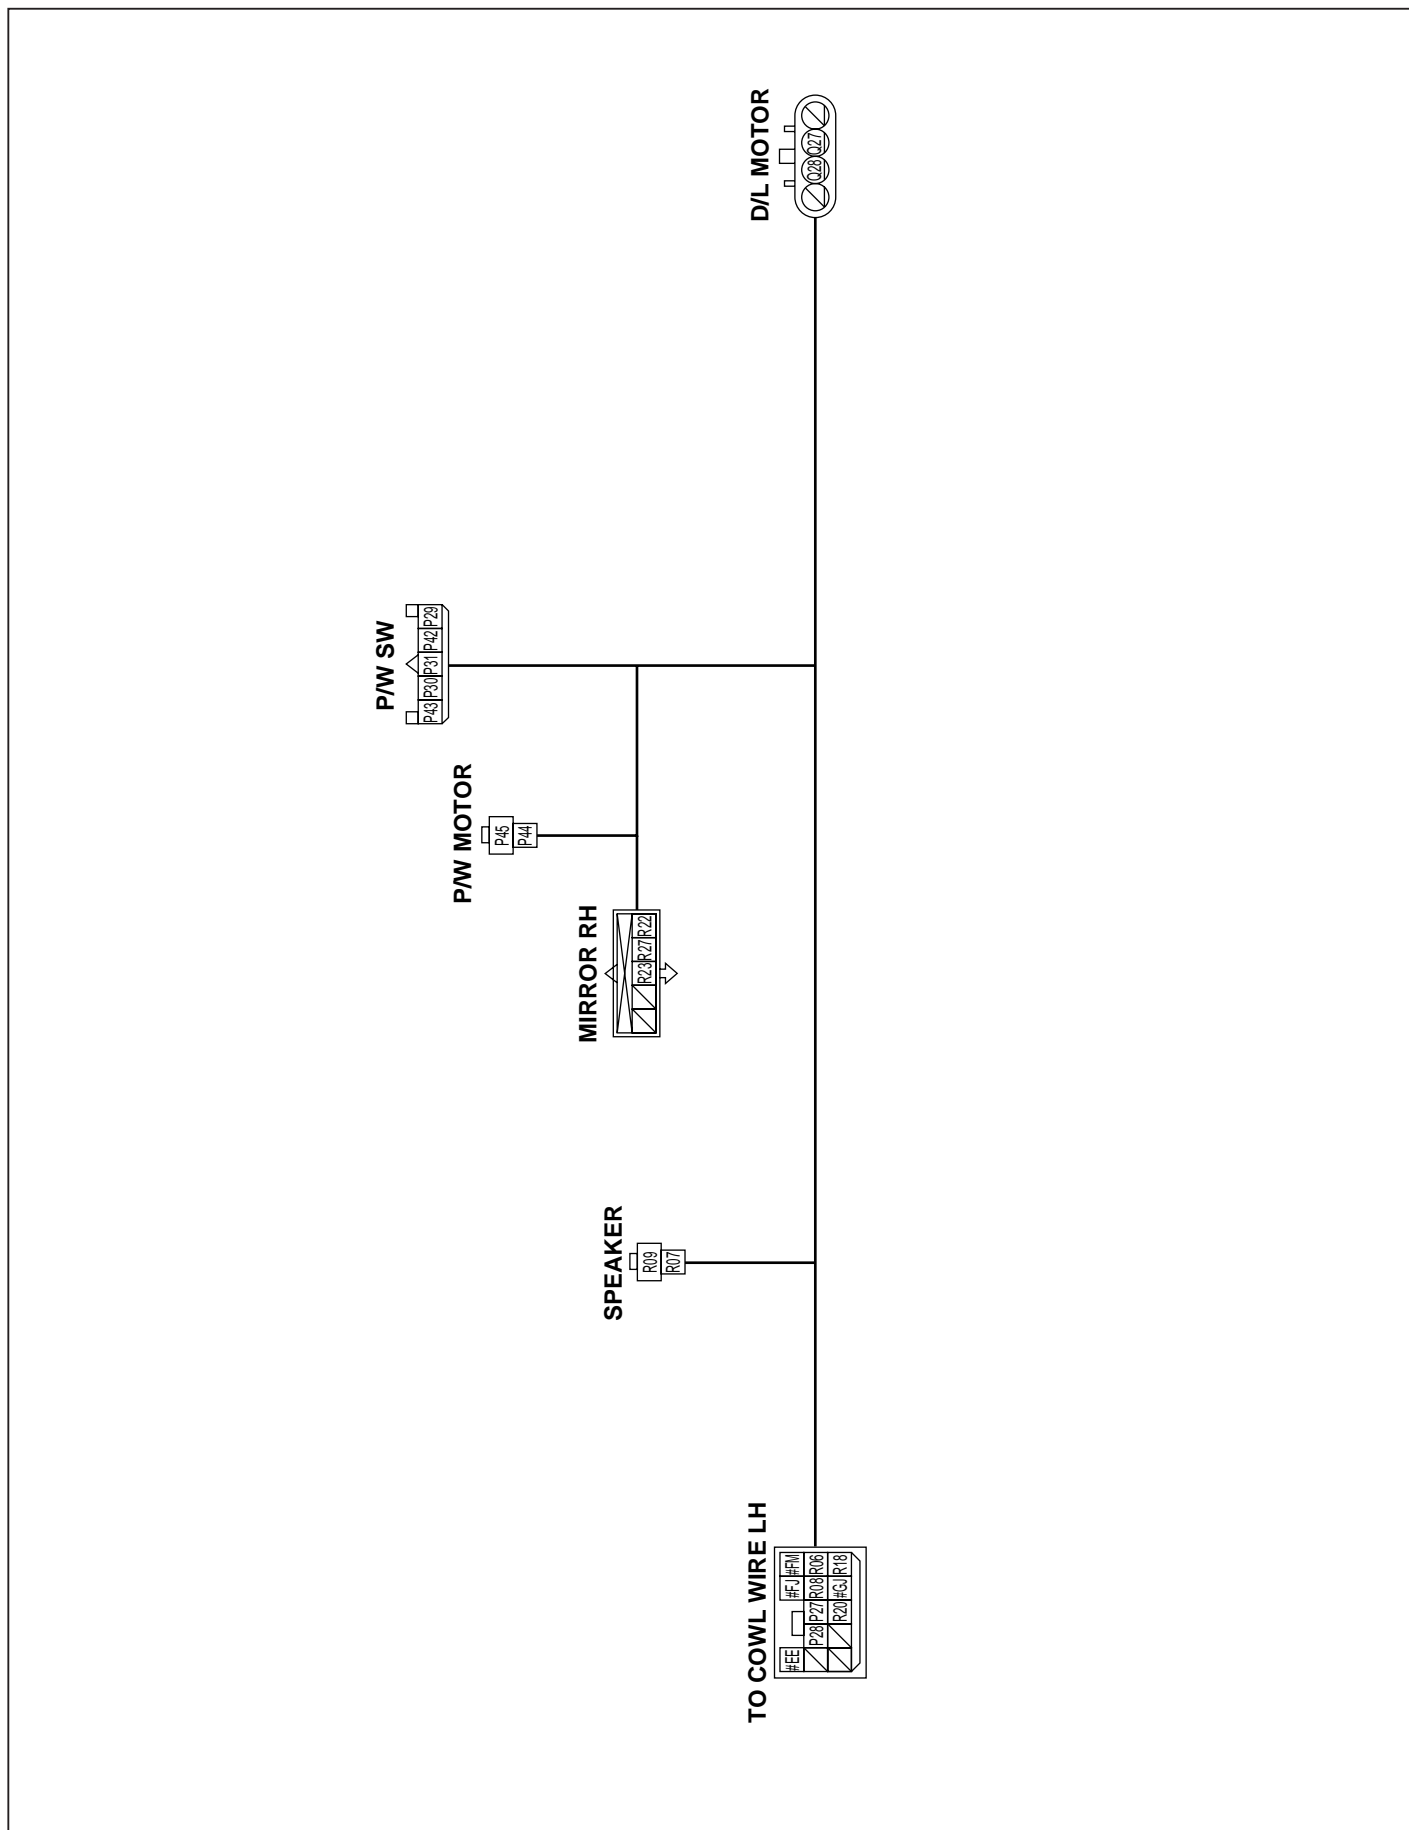 D/L MOTOR
Q28 Q27
P/W SW
P43 P30 P31 P42 P29
P/W MOTOR
P45
P44
MIRROR RH
R23 R27 R22
SPEAKER
R09
R07
TO COWL WIRE LH
#EE #FJ #FM
P28 P27 R08 R06
R20 #GJ R18